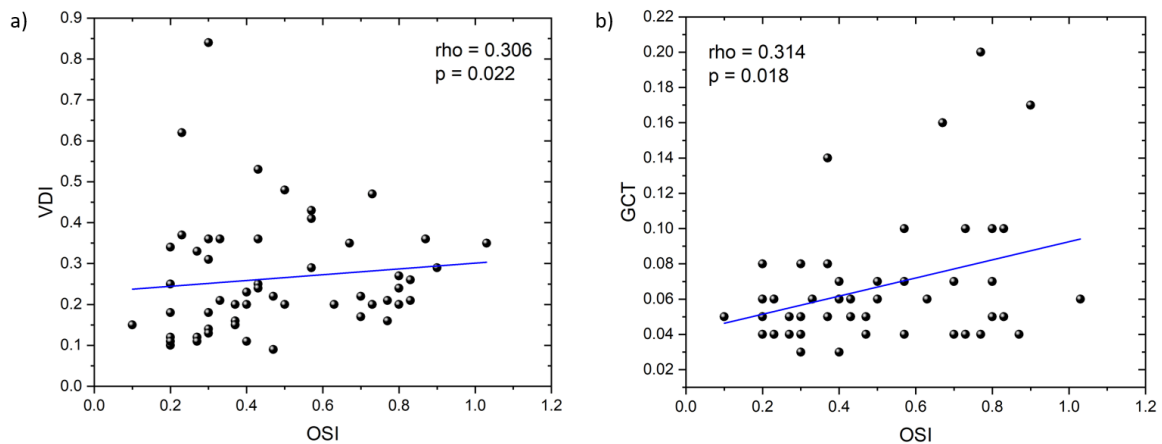 a)
0.9
0.8
0.7
0.6
0.5
0.4
0.3
0.2
0.1
0.0
VDI
rho = 0.306
p = 0.022
0.0 0.2 0.4 0.6 0.8 1.0 1.2
OSI
b)
0.22
0.20
0.18
0.16
0.14
0.12
0.10
0.08
0.06
0.04
0.02
GCT
rho = 0.314
p = 0.018
0.0 0.2 0.4 0.6 0.8 1.0 1.2
OSI